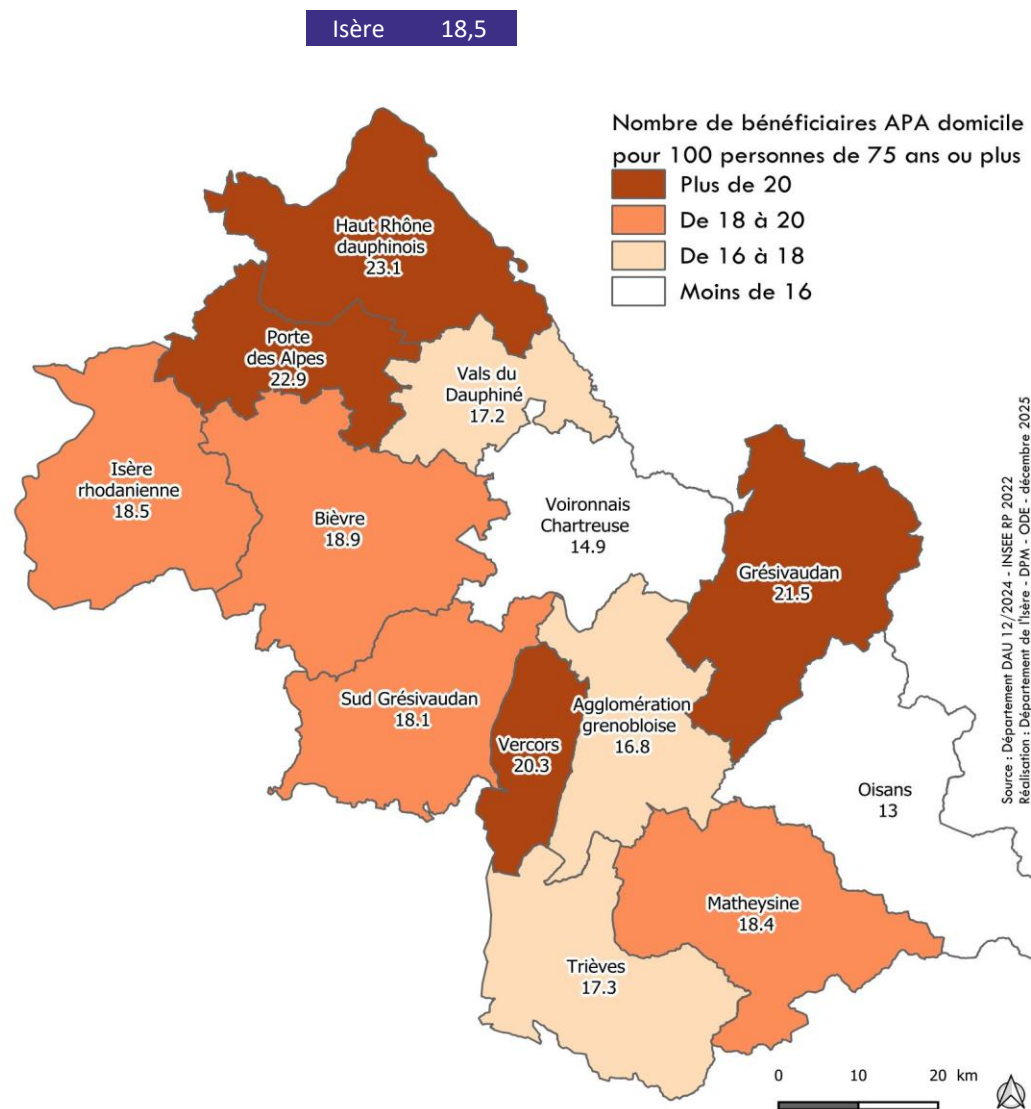 Isère 18,5
Nombre de bénéficiaires APA domicile
pour 100 personnes de 75 ans ou plus
Plus de 20
De 18 à 20
De 16 à 18
Moins de 16
Haut Rhône
dauphinois
23.1
Porte
des Alpes
22.9
Vals du
Dauphiné
17.2
Isère
rhodanienne
18.5
Bièvre
18.9
Voironnais
Chartreuse
14.9
Grésivaudan
21.5
Sud Grésivaudan
18.1
Vercors
20.3
Agglomération
grenobloise
16.8
Oisans
13
Matheysine
18.4
Trièves
17.3
Source : Département DAU 12/2024 - INSEE RP 2022
Réalisation : Département de l'Isère - DPM - ODE - décembre 2025
0 10 20 km